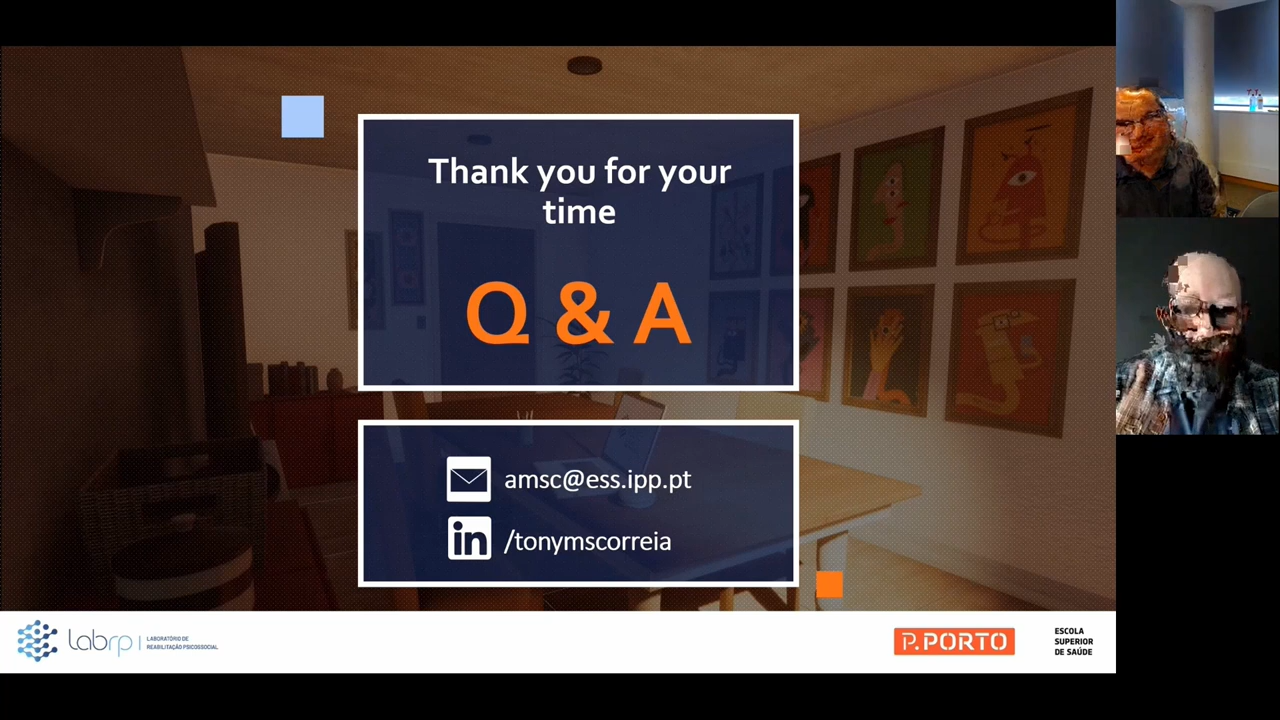 Thank you for your
time
Q & A
amsc@ess.ipp.pt
in /tonymscorreia
labrp
LABORATÓRIO DE
REABILITAÇÃO PSICOSSOCIAL
P.PORTO
ESCOLA
SUPERIOR
DE SAÚDE